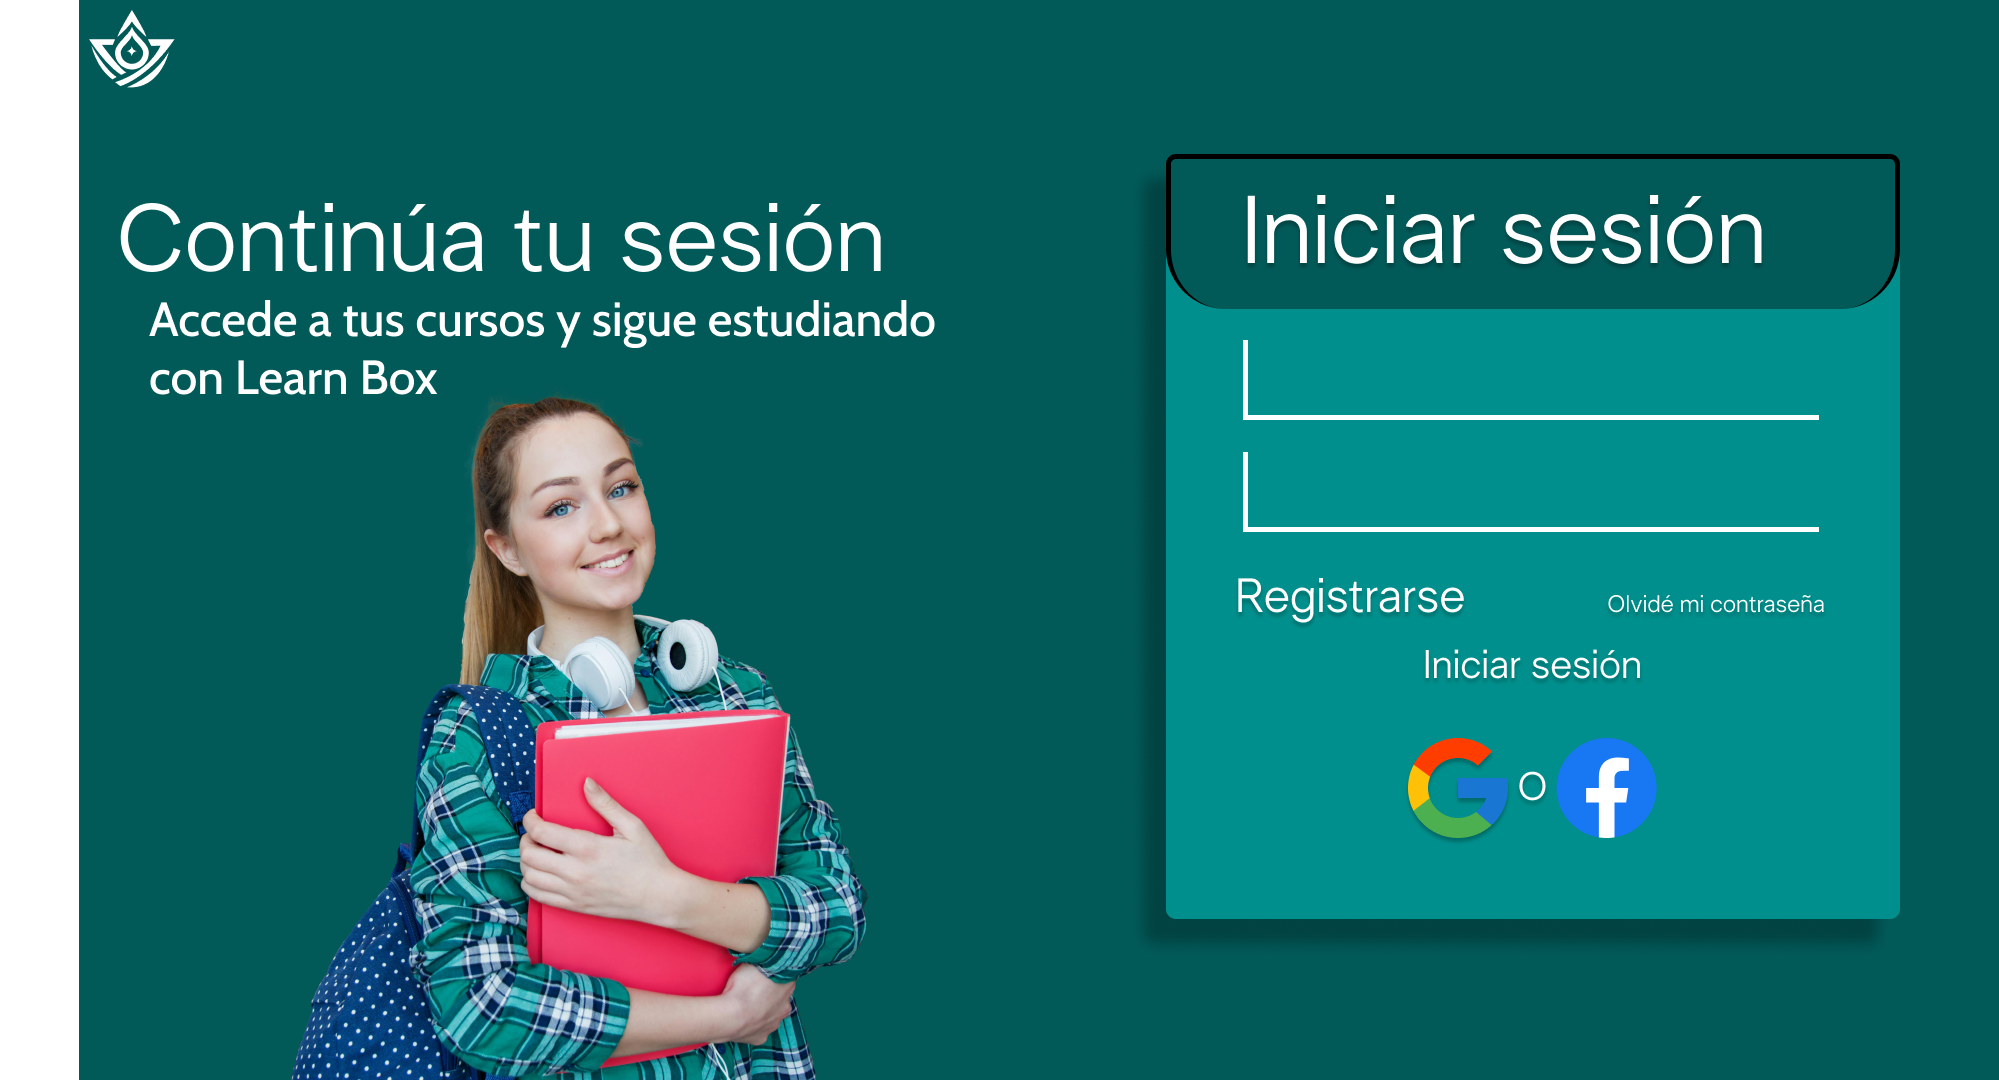 Continúa tu sesión
Accede a tus cursos y sigue estudiando
con Learn Box
Iniciar sesión
Registrarse
Olvidé mi contraseña
Iniciar sesión
O